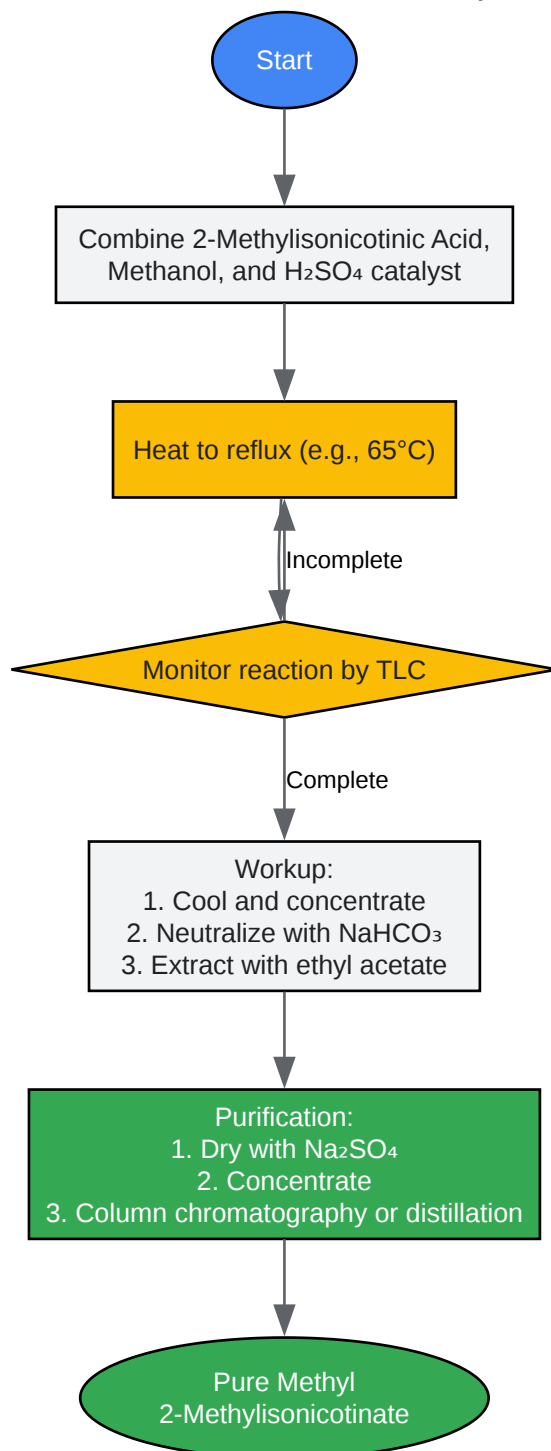 Start
Combine 2-Methylisonicotinic Acid,
Methanol, and H₂SO₄ catalyst
Heat to reflux (e.g., 65°C)
Incomplete
Monitor reaction by TLC
Complete
Workup:
1. Cool and concentrate
2. Neutralize with NaHCO₃
3. Extract with ethyl acetate
Purification:
1. Dry with Na₂SO₄
2. Concentrate
3. Column chromatography or distillation
Pure Methyl
2-Methylisonicotinate